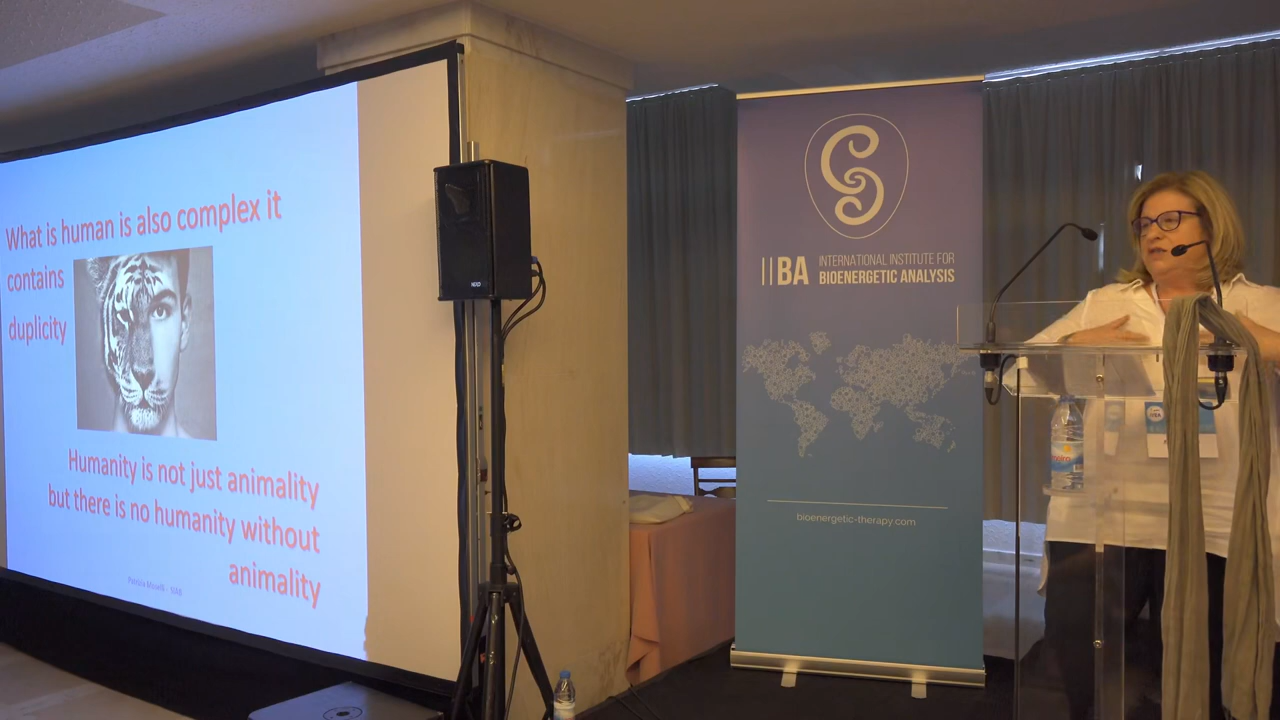 What is human is also complex it
contains
duplicity
Humanity is not just animality
but there is no humanity without
animality
IIBA
INTERNATIONAL INSTITUTE FOR
BIOENERGETIC ANALYSIS
bioenergetic-therapy.com